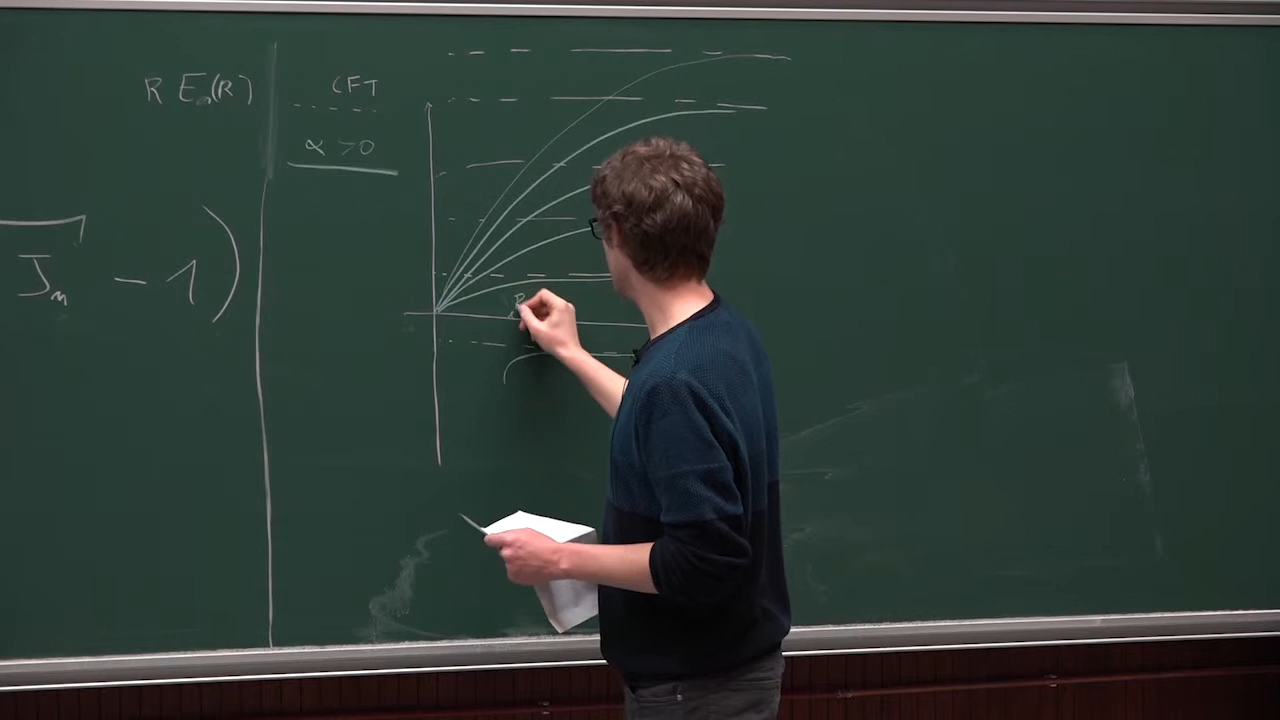 R E_n(R)
CFT
α > 0
J_n - 1)
R